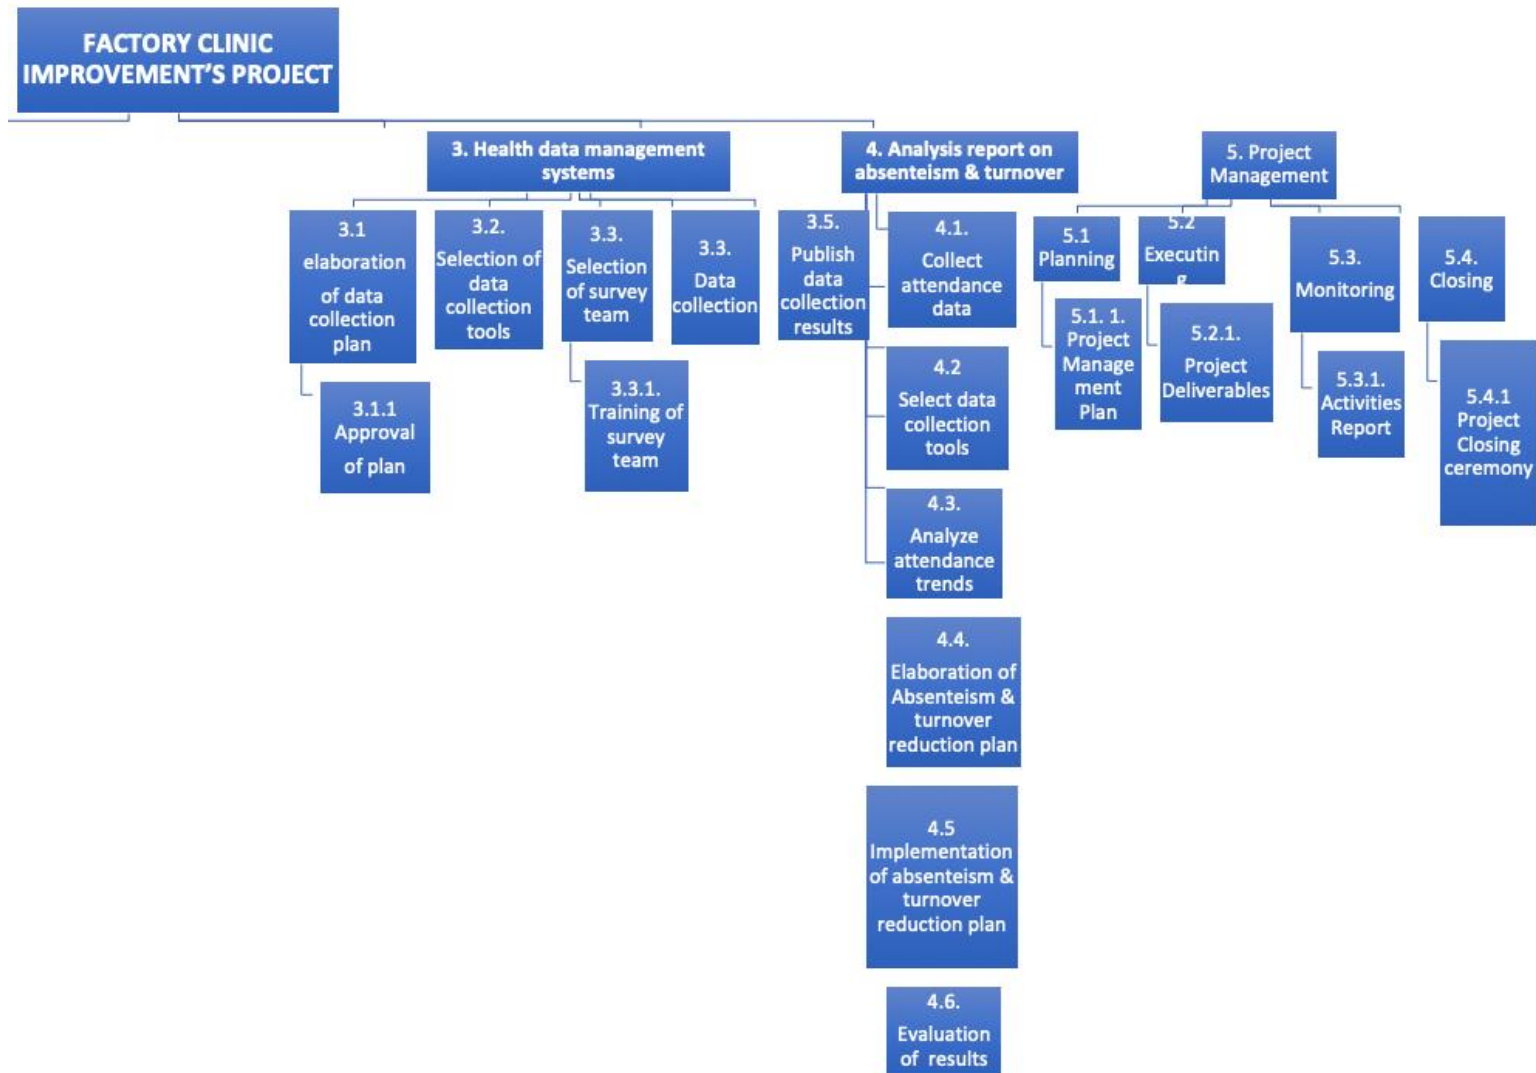 FACTORY CLINIC
IMPROVEMENT'S PROJECT
3. Health data management
systems
4. Analysis report on
absenteism & turnover
5. Project
Management
3.1
elaboration
of data
collection
plan
3.1.1
Approval
of plan
3.2.
Selection of
data
collection
tools
3.3.
Selection
of survey
team
3.3.1.
Training of
survey
team
3.3.
Data
collection
3.5.
Publish
data
collection
results
4.1.
Collect
attendance
data
4.2
Select data
collection
tools
4.3.
Analyze
attendance
trends
4.4.
Elaboration of
Absenteism &
turnover
reduction plan
4.5
Implementation
of absenteism &
turnover
reduction plan
4.6.
Evaluation
of results
5.1
Planning
5.1. 1.
Project
Manage
ment
Plan
5.2
Executin
g
5.2.1.
Project
Deliverables
5.3.
Monitoring
5.3.1.
Activities
Report
5.4.
Closing
5.4.1
Project
Closing
ceremony